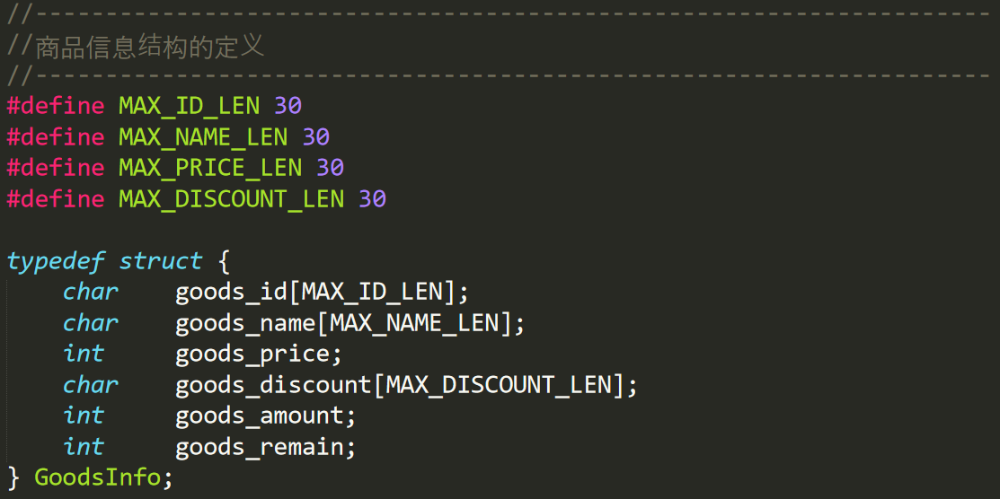 //--------------------------------------------------------------------
//商品信息结构的定义
//--------------------------------------------------------------------
#define MAX_ID_LEN 30
#define MAX_NAME_LEN 30
#define MAX_PRICE_LEN 30
#define MAX_DISCOUNT_LEN 30

typedef struct {
    char    goods_id[MAX_ID_LEN];
    char    goods_name[MAX_NAME_LEN];
    int     goods_price;
    char    goods_discount[MAX_DISCOUNT_LEN];
    int     goods_amount;
    int     goods_remain;
} GoodsInfo;